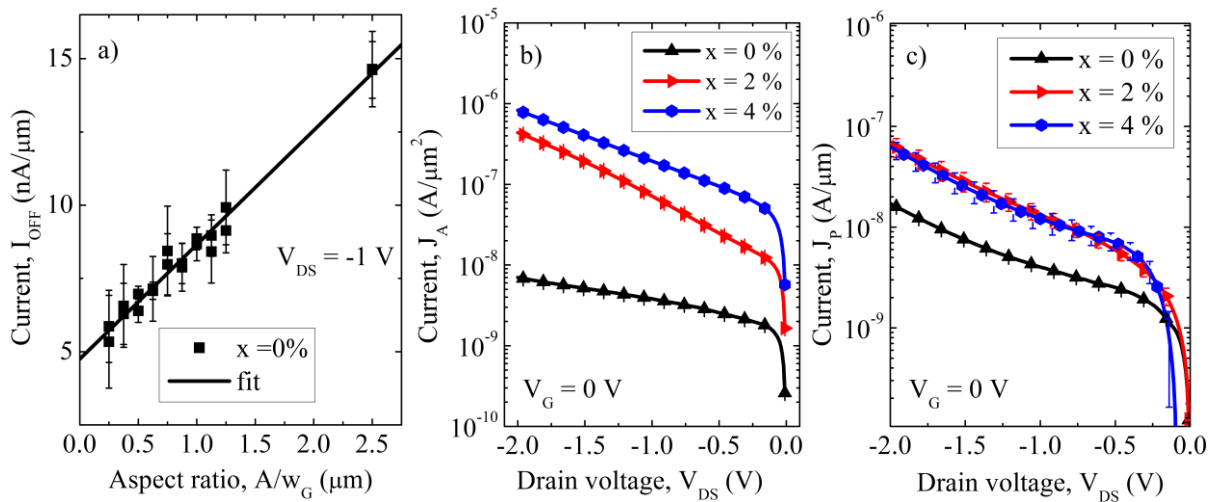 a)
Current, I_OFF (nA/μm)
15
10
5
V_DS = -1 V
x =0%
fit
0.0 0.5 1.0 1.5 2.0 2.5
Aspect ratio, A/w_G (μm)
b)
Current, J_A (A/μm²)
10⁻⁵
10⁻⁶
10⁻⁷
10⁻⁸
10⁻⁹
10⁻¹⁰
x = 0 %
x = 2 %
x = 4 %
V_G = 0 V
-2.0 -1.5 -1.0 -0.5 0.0
Drain voltage, V_DS (V)
c)
Current, J_P (A/μm)
10⁻⁶
10⁻⁷
10⁻⁸
10⁻⁹
x = 0 %
x = 2 %
x = 4 %
V_G = 0 V
-2.0 -1.5 -1.0 -0.5 0.0
Drain voltage, V_DS (V)